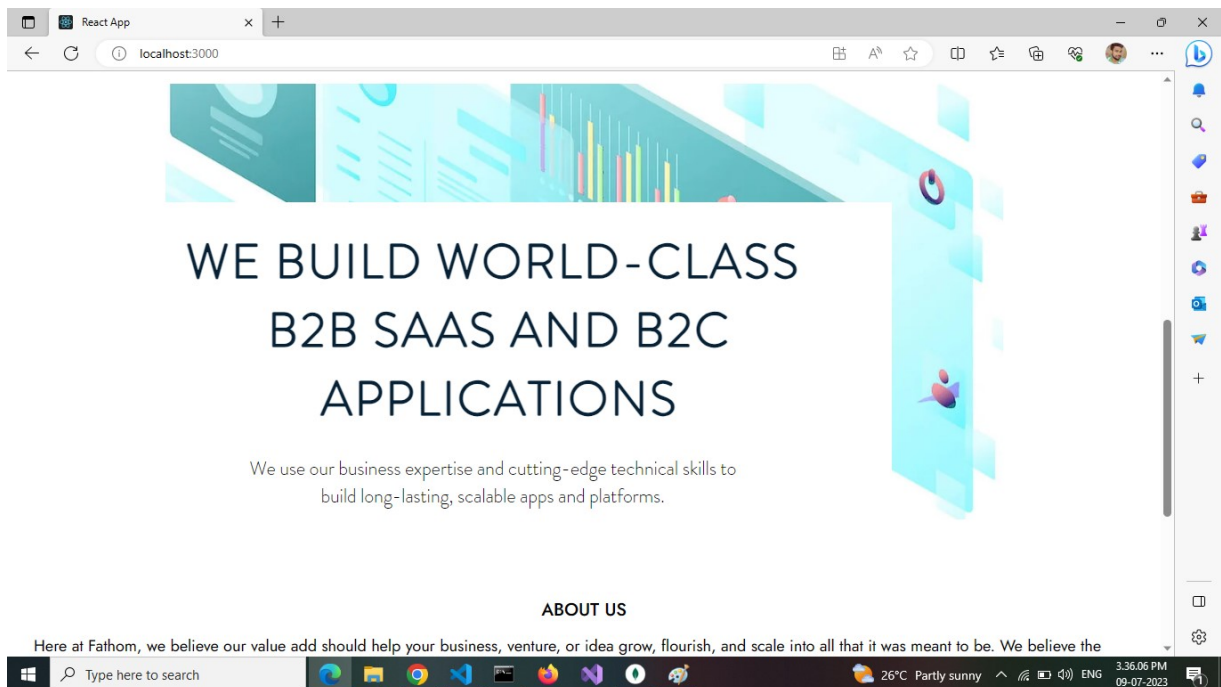 React App
localhost:3000
WE BUILD WORLD-CLASS
B2B SAAS AND B2C
APPLICATIONS
We use our business expertise and cutting-edge technical skills to
build long-lasting, scalable apps and platforms.
ABOUT US
Here at Fathom, we believe our value add should help your business, venture, or idea grow, flourish, and scale into all that it was meant to be. We believe the
Type here to search
26°C Partly sunny
ENG
3.36.06 PM
09-07-2023